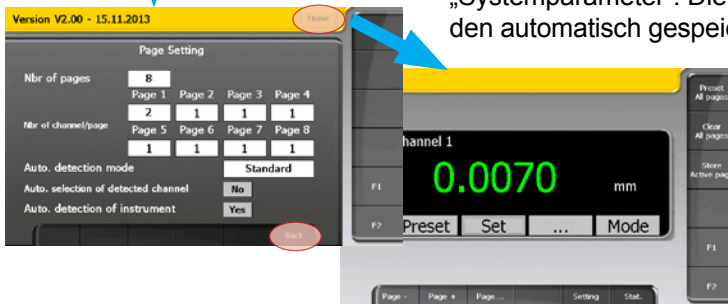 „Systemparameter“. Die
den automatisch gespeic
Version V2.00 - 15.11.2013
Home
Page Setting
Nbr of pages 8
Page 1 Page 2 Page 3 Page 4
2 1 1 1
Nbr of channel/page
Page 5 Page 6 Page 7 Page 8
1 1 1 1
Auto. detection mode Standard
Auto. selection of detected channel No
Auto. detection of instrument Yes
Back
F1
F2
hannel 1
0.0070 mm
Preset Set ... Mode
Preset
All pages
Clear
All pages
Store
Active pag
F1
F2
Page - Page + Page... Setting Stat.